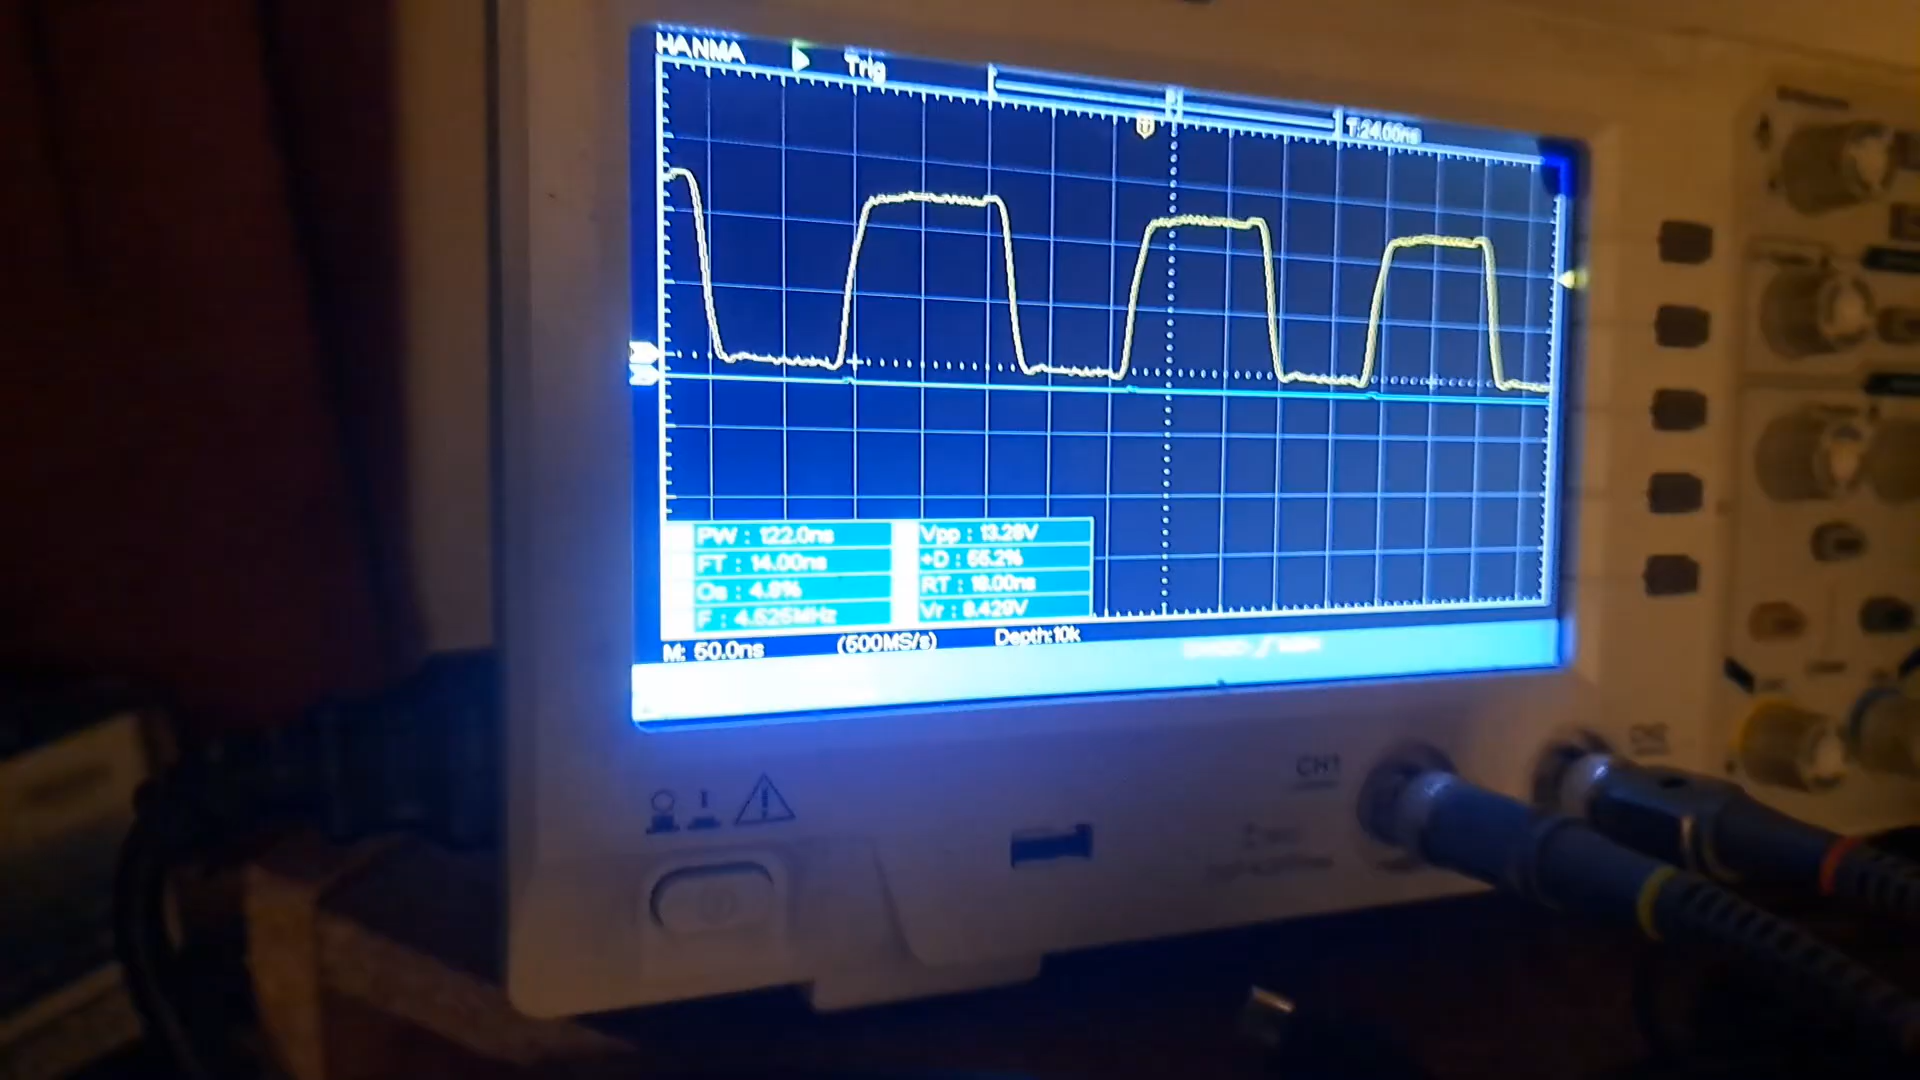 HANMA Trig
T:24.00ns
PW : 122.0ns Vpp : 13.28V
FT : 14.00ns +D : 55.2%
Os : 4.8% RT : 18.00ns
F : 4.525MHz Vr : 8.429V
M: 50.0ns (500MS/s) Depth:10k
CH1